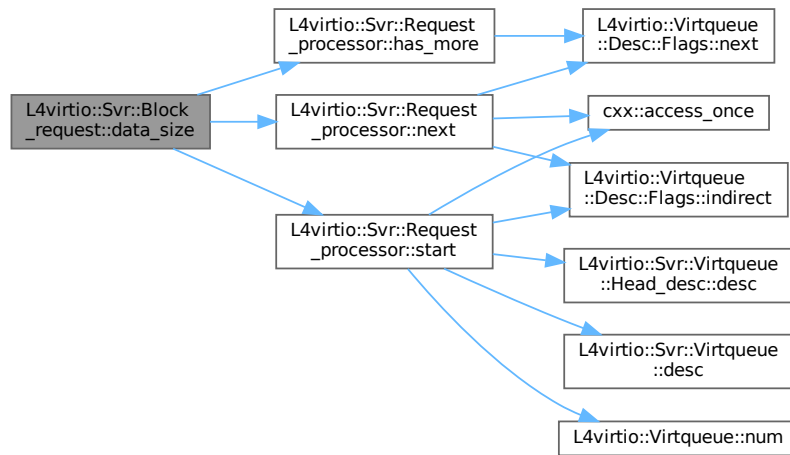 L4virtio::Svr::Block
_request::data_size
L4virtio::Svr::Request
_processor::has_more
L4virtio::Svr::Request
_processor::next
L4virtio::Svr::Request
_processor::start
L4virtio::Virtqueue
::Desc::Flags::next
cxx::access_once
L4virtio::Virtqueue
::Desc::Flags::indirect
L4virtio::Svr::Virtqueue
::Head_desc::desc
L4virtio::Svr::Virtqueue
::desc
L4virtio::Virtqueue::num